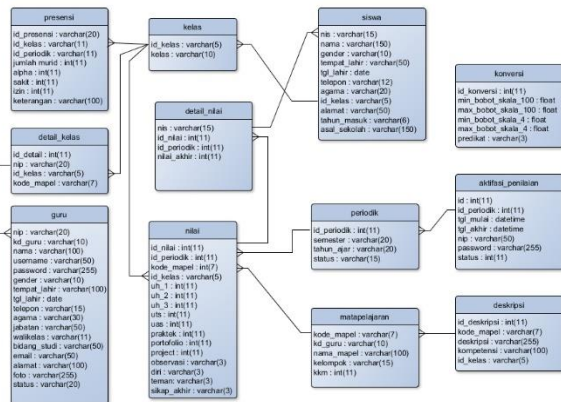 presensi
id_presensi : varchar(20)
id_kelas : varchar(11)
id_periodik : varchar(11)
jumlah murid : int(11)
alpha : int(11)
sakit : int(11)
izin : int(11)
keterangan : varchar(100)
kelas
id_kelas : varchar(5)
kelas : varchar(10)
siswa
nis : varchar(15)
nama : varchar(150)
gender : varchar(10)
tempat_lahir : varchar(50)
tgl_lahir : date
telepon : varchar(12)
agama : varchar(20)
id_kelas : varchar(5)
alamat : varchar(50)
tahun_masuk : varchar(6)
asal_sekolah : varchar(150)
konversi
id_konversi : int(11)
min_bobot_skala_100 : float
max_bobot_skala_100 : float
min_bobot_skala_4 : float
max_bobot_skala_4 : float
predikat : varchar(3)
detail_kelas
id_detail : int(11)
nip : varchar(20)
id_kelas : varchar(5)
kode_mapel : varchar(7)
detail_nilai
nis : varchar(15)
id_nilai : int(11)
id_periodik : int(11)
nilai_akhir : int(11)
guru
nip : varchar(20)
kd_guru : varchar(10)
nama : varchar(100)
username : varchar(50)
password : varchar(255)
gender : varchar(10)
tempat_lahir : varchar(100)
tgl_lahir : date
telepon : varchar(15)
agama : varchar(30)
jabatan : varchar(50)
walikelas : varchar(11)
bidang_studi : varchar(50)
email : varchar(50)
alamat : varchar(100)
foto : varchar(255)
status : varchar(20)
nilai
id_nilai : int(11)
id_periodik : int(11)
kode_mapel : int(7)
id_kelas : varchar(5)
uh_1 : int(11)
uh_2 : int(11)
uh_3 : int(11)
uts : int(11)
uas : int(11)
praktek : int(11)
portofolio : int(11)
project : int(11)
observasi : varchar(3)
diri : varchar(3)
teman : varchar(3)
sikap_akhir : varchar(3)
periodik
id_periodik : int(11)
semester : varchar(20)
tahun_ajar : varchar(20)
status : varchar(15)
aktifasi_penilaian
id : int(11)
id_periodik : int(11)
tgl_mulai : datetime
tgl_akhir : datetime
nip : varchar(50)
password : varchar(255)
status : int(11)
matapelajaran
kode_mapel : varchar(7)
kd_guru : varchar(10)
nama_mapel : varchar(100)
kelompok : varchar(15)
kkm : int(11)
deskripsi
id_deskripsi : int(11)
kode_mapel : varchar(7)
deskripsi : varchar(255)
kompetensi : varchar(100)
id_kelas : varchar(5)